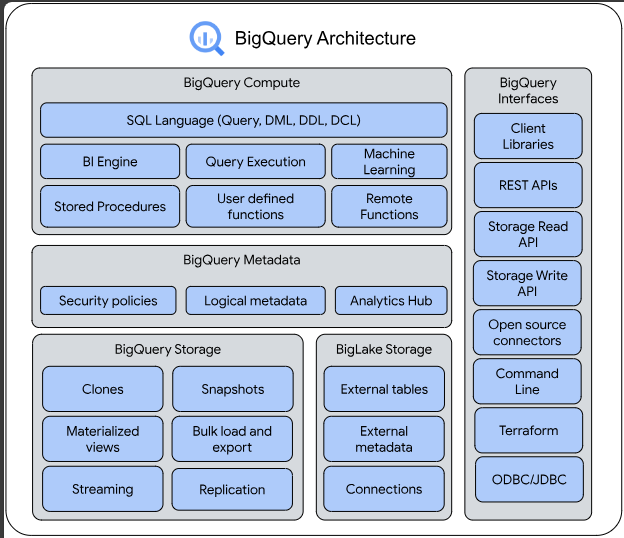 BigQuery Architecture
BigQuery Compute
SQL Language (Query, DML, DDL, DCL)
BI Engine
Query Execution
Machine
Learning
Stored Procedures
User defined
functions
Remote
Functions
BigQuery Metadata
Security policies
Logical metadata
Analytics Hub
BigQuery Storage
Clones
Snapshots
Materialized
views
Bulk load and
export
Streaming
Replication
BigLake Storage
External tables
External
metadata
Connections
BigQuery
Interfaces
Client
Libraries
REST APIs
Storage Read
API
Storage Write
API
Open source
connectors
Command
Line
Terraform
ODBC/JDBC